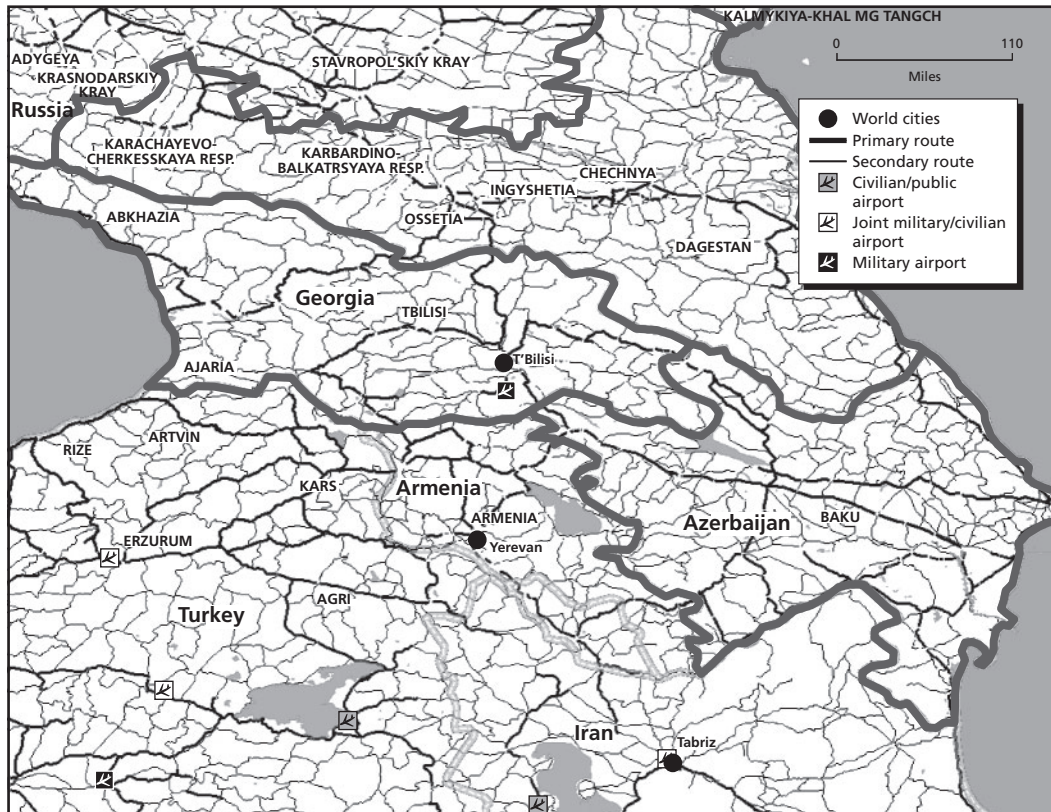 KALMYKIYA-KHAL MG TANGCH
0 110
Miles
World cities
Primary route
Secondary route
Civilian/public
airport
Joint military/civilian
airport
Military airport
ADYGEYA
KRASNODARSKIY
KRAY
STAVROPOL'SKIY KRAY
Russia
KARACHAYEVO-
CHERKESSKAYA RESP.
KARBARDINO-
BALKATRSYAYA RESP.
CHECHNYA
INGYSHETIA
ABKHAZIA
OSSETIA
DAGESTAN
Georgia
TBILISI
T'Bilisi
AJARIA
RIZE
ARTVIN
KARS
Armenia
ARMENIA
Yerevan
Azerbaijan
BAKU
ERZURUM
AGRI
Turkey
Iran
Tabriz